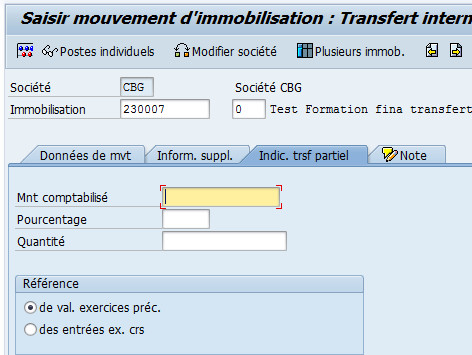 Saisir mouvement d'immobilisation : Transfert intern
Postes individuels Modifier société Plusieurs immob.
Société CBG Société CBG
Immobilisation 230007 0 Test Formation fina transfert
Données de mvt Inform. suppl. Indic. trsf partiel Note
Mnt comptabilisé
Pourcentage
Quantité
Référence
de val. exercices préc.
des entrées ex. crs